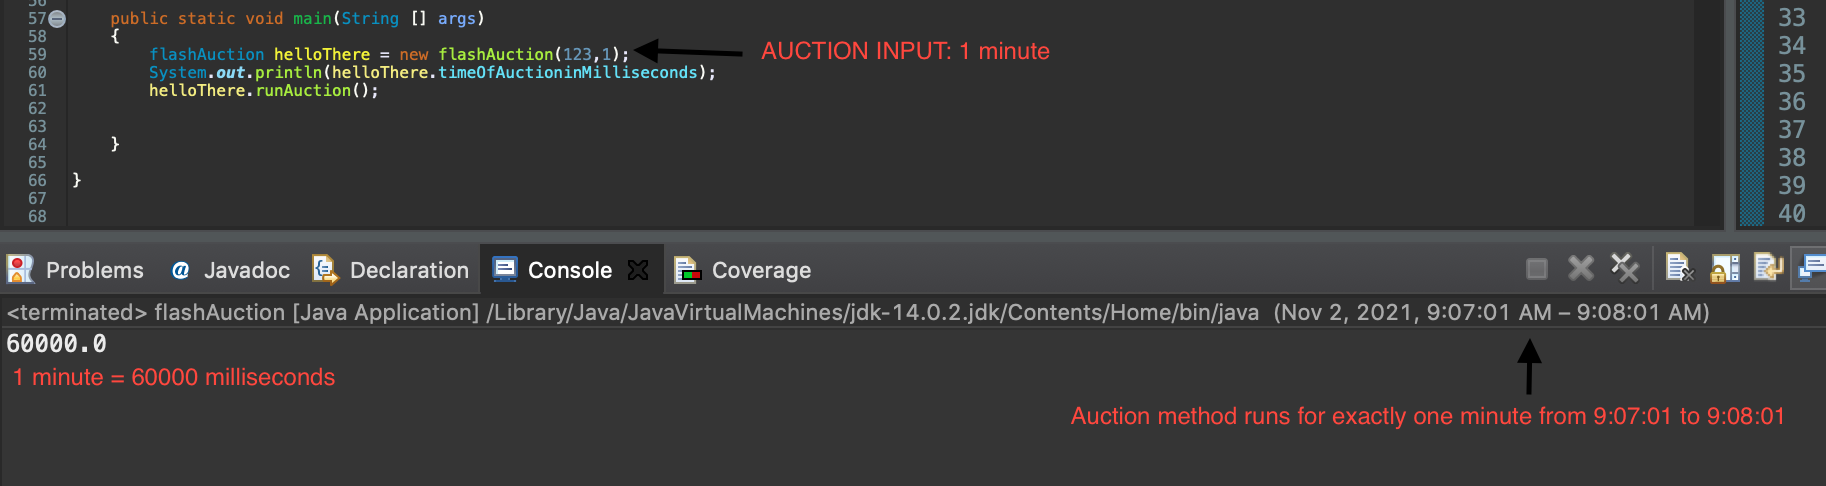 56
57 public static void main(String [] args)
58 {
59 flashAuction helloThere = new flashAuction(123,1); AUCTION INPUT: 1 minute
60 System.out.println(helloThere.timeOfAuctioninMilliseconds);
61 helloThere.runAuction();
62
63
64 }
65
66 }
67
68
33
34
35
36
37
38
39
40
Problems @ Javadoc Declaration Console Coverage
<terminated> flashAuction [Java Application] /Library/Java/JavaVirtualMachines/jdk-14.0.2.jdk/Contents/Home/bin/java (Nov 2, 2021, 9:07:01 AM – 9:08:01 AM)
60000.0
1 minute = 60000 milliseconds
Auction method runs for exactly one minute from 9:07:01 to 9:08:01